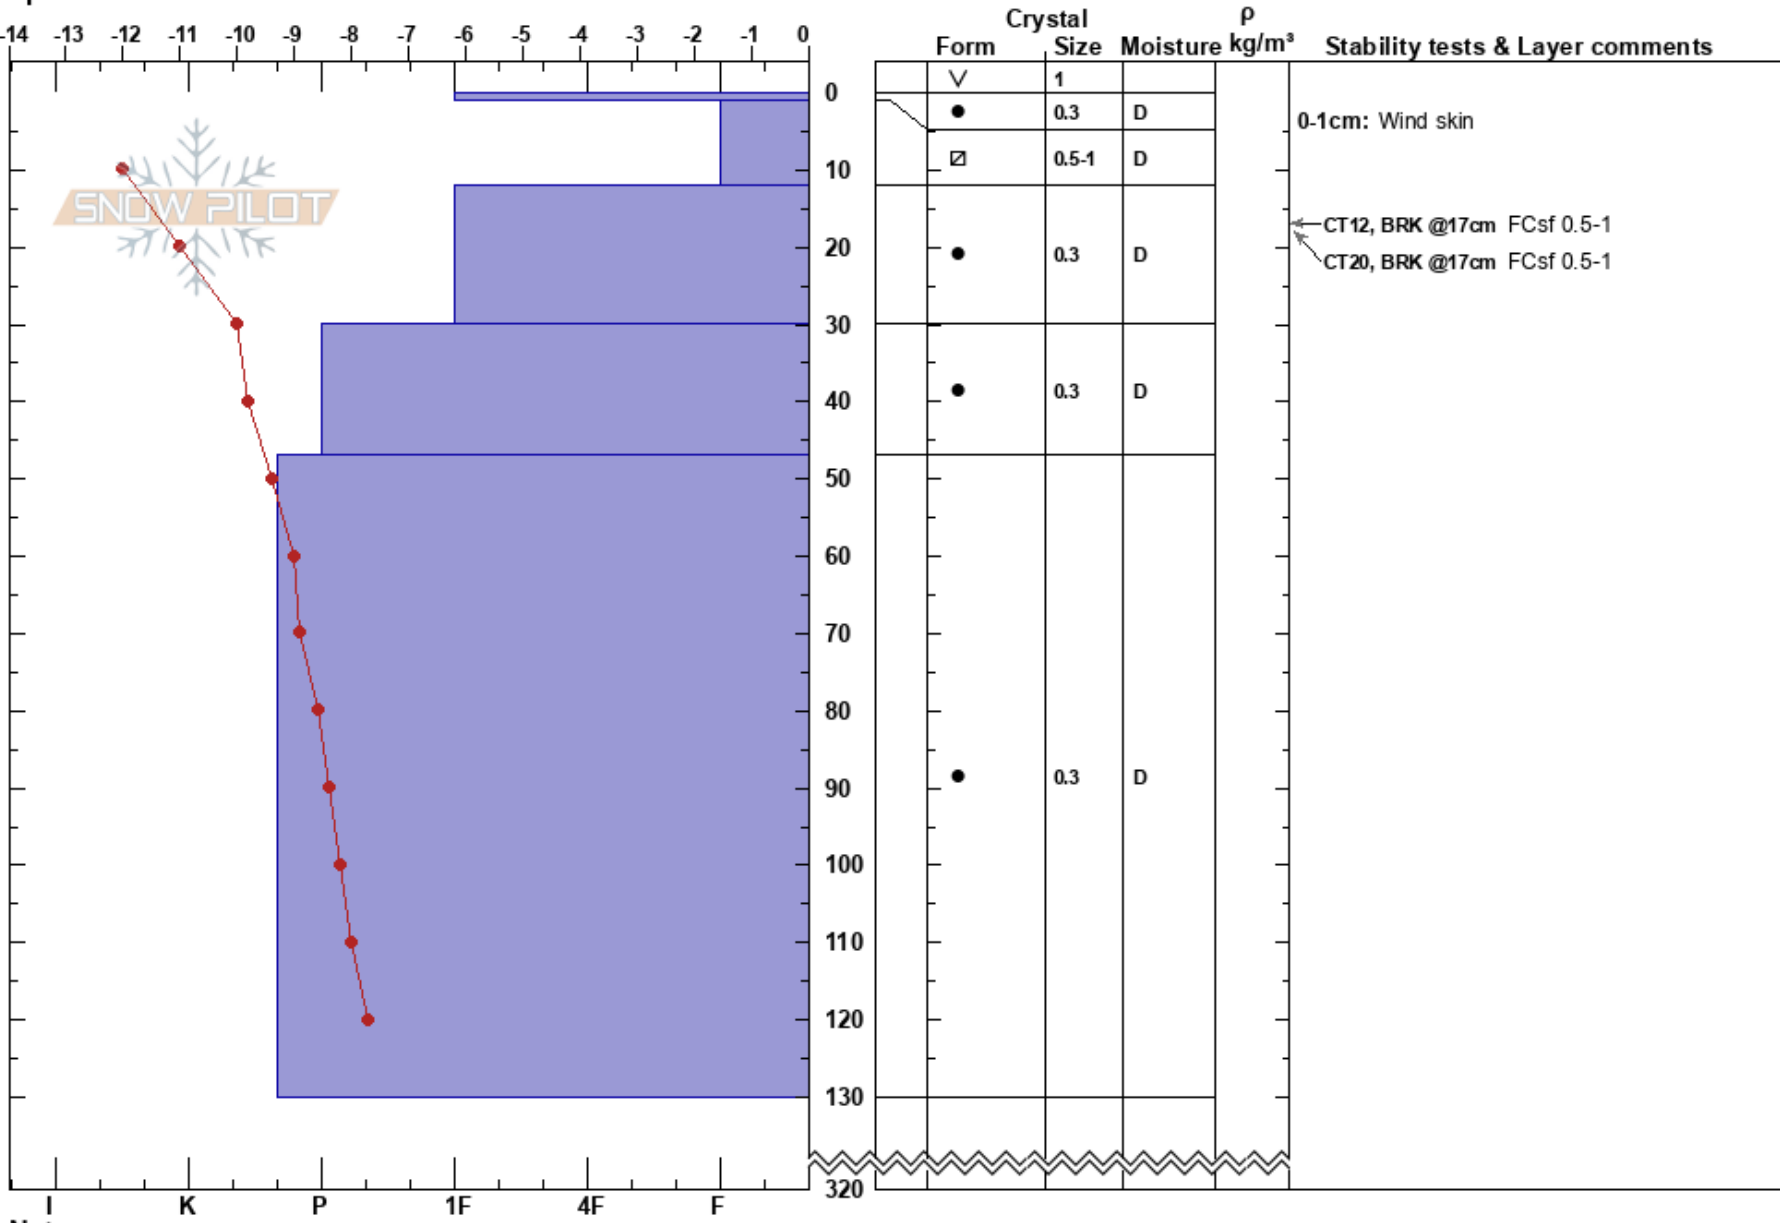 -14 -13 -12 -11 -10 -9 -8 -7 -6 -5 -4 -3 -2 -1 0
Crystal ρ
Form Size Moisture kg/m³ Stability tests & Layer comments
1
0
0.3 D
0-1cm: Wind skin
0.5-1 D
10
SNOW PILOT
CT12, BRK @17cm FCsf 0.5-1
20
0.3 D
CT20, BRK @17cm FCsf 0.5-1
30
0.3 D
40
50
60
70
80
0.3 D
90
100
110
120
130
320
I K P 1F 4F F